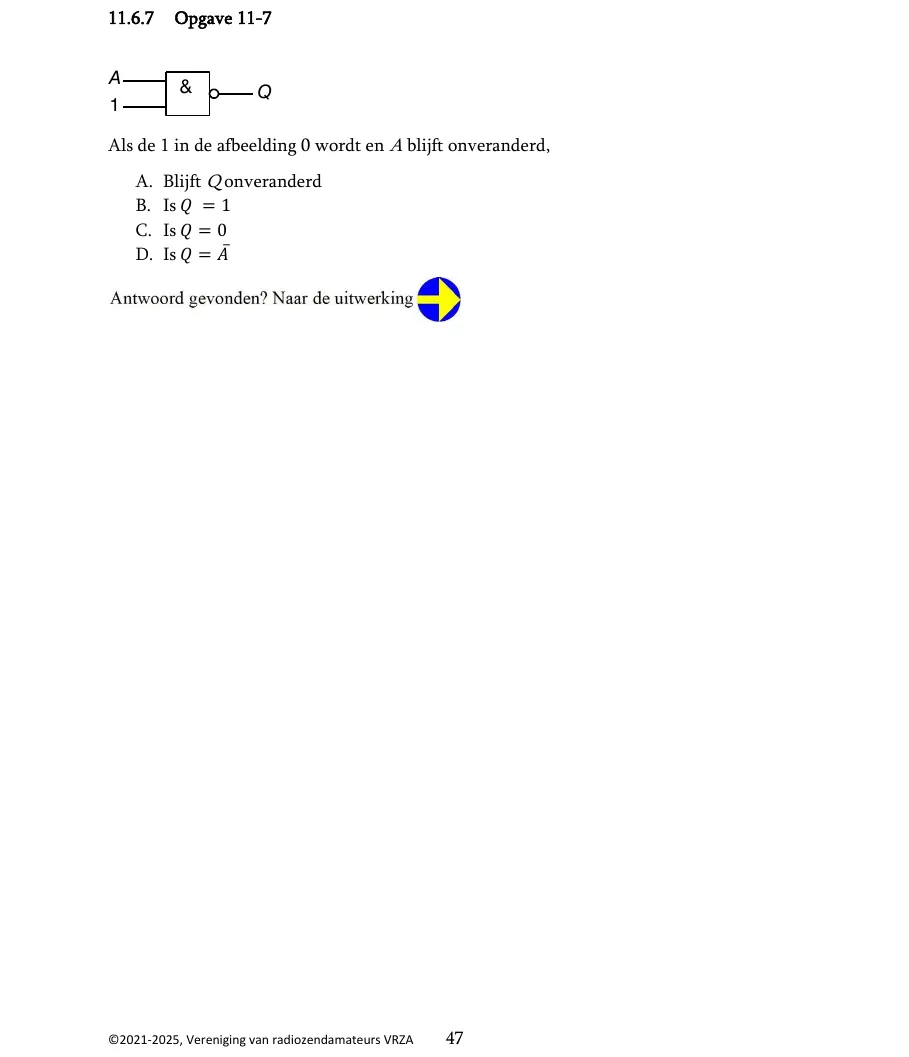 11.6.7 Opgave 11-7
A
&
Q
1
Als de 1 in de afbeelding 0 wordt en A blijft onveranderd,
A. Blijft Q onveranderd
B. Is Q = 1
C. Is Q = 0
D. Is Q = Ā
Antwoord gevonden? Naar de uitwerking
©2021-2025, Vereniging van radiozendamateurs VRZA 47